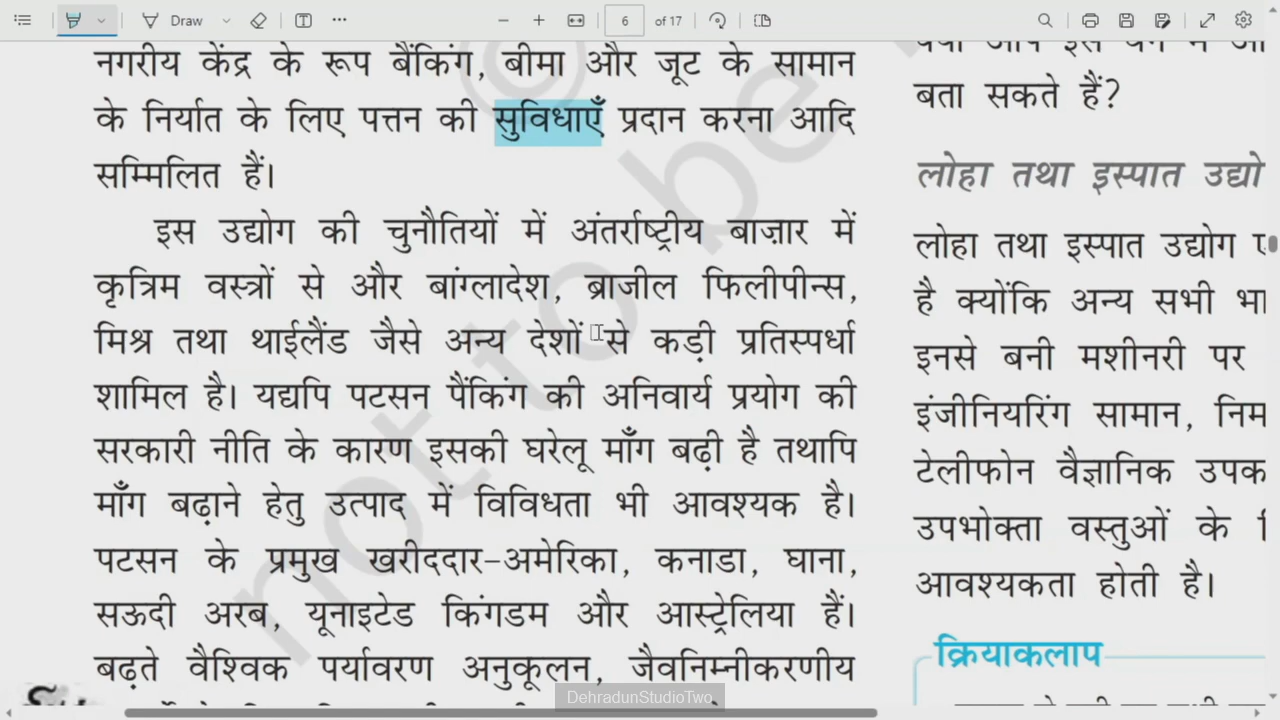 Draw
6
of 17
नगरीय केंद्र के रूप बैंकिंग, बीमा और जूट के सामान
के निर्यात के लिए पत्तन की सुविधाएँ प्रदान करना आदि
सम्मिलित हैं।
इस उद्योग की चुनौतियों में अंतर्राष्ट्रीय बाज़ार में
कृत्रिम वस्त्रों से और बांग्लादेश, ब्राजील फिलीपीन्स,
मिश्र तथा थाईलैंड जैसे अन्य देशों से कड़ी प्रतिस्पर्धा
शामिल है। यद्यपि पटसन पैंकिंग की अनिवार्य प्रयोग की
सरकारी नीति के कारण इसकी घरेलू माँग बढ़ी है तथापि
माँग बढ़ाने हेतु उत्पाद में विविधता भी आवश्यक है।
पटसन के प्रमुख खरीददार–अमेरिका, कनाडा, घाना,
सऊदी अरब, यूनाइटेड किंगडम और आस्ट्रेलिया हैं।
बढ़ते वैश्विक पर्यावरण अनुकूलन, जैवनिम्नीकरणीय
बता सकते हैं?
लोहा तथा इस्पात
लोहा तथा इस्पात उद्योग
है क्योंकि अन्य सभी
इनसे बनी मशीनरी पर
इंजीनियरिंग सामान,
टेलीफोन वैज्ञानिक
उपभोक्ता वस्तुओं के
आवश्यकता होती है।
क्रियाकलाप
not to be
DehradunStudioTwo